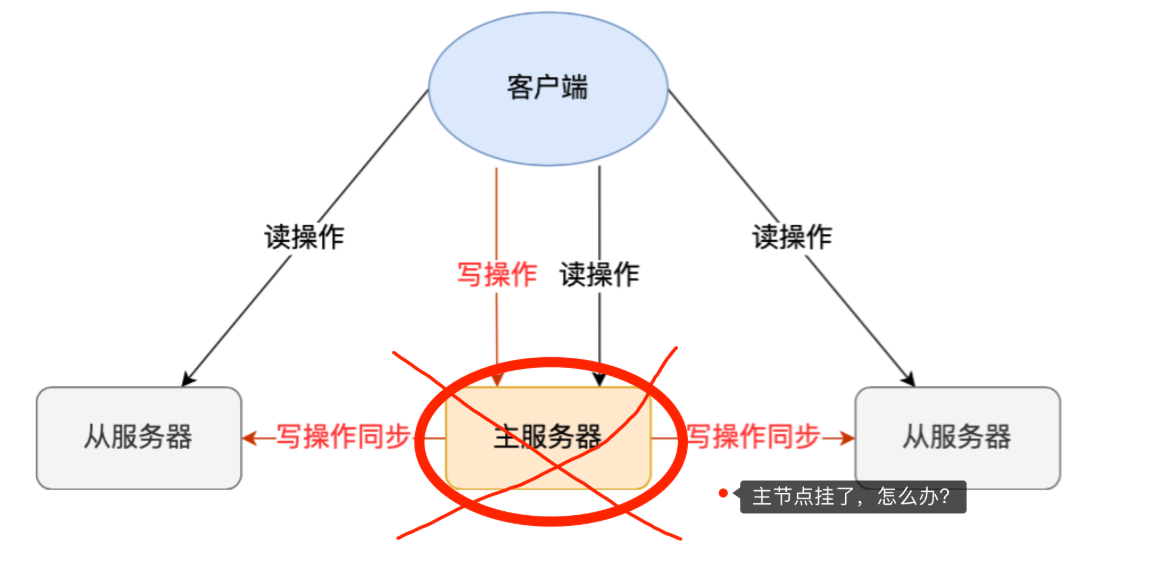 客户端
读操作
读操作
写操作
读操作
从服务器
写操作同步
主服务器
写操作同步
从服务器
主节点挂了，怎么办？